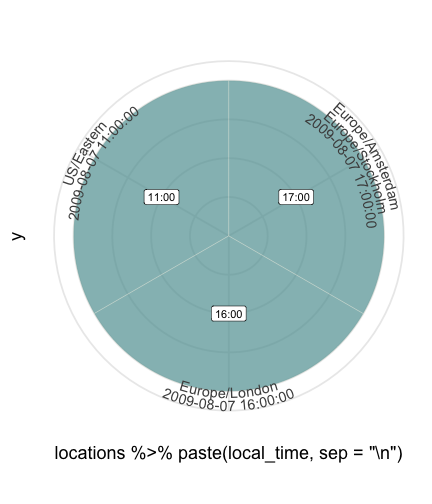 US/Eastern
2009-08-07 11:00:00
Europe/Amsterdam
Europe/Stockholm
2009-08-07 17:00:00
11:00
17:00
y
16:00
Europe/London
2009-08-07 16:00:00
locations %>% paste(local_time, sep = "\n")